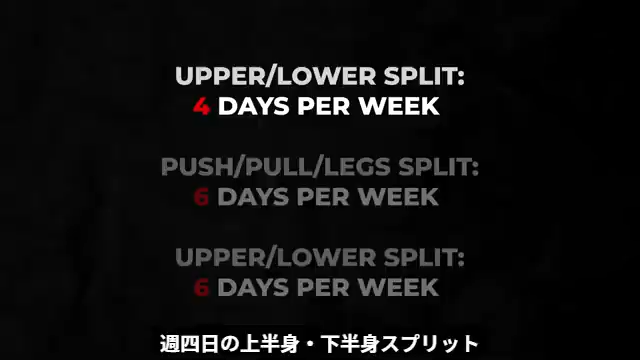 UPPER/LOWER SPLIT:
4 DAYS PER WEEK
PUSH/PULL/LEGS SPLIT:
6 DAYS PER WEEK
UPPER/LOWER SPLIT:
6 DAYS PER WEEK
週四日の上半身・下半身スプリット